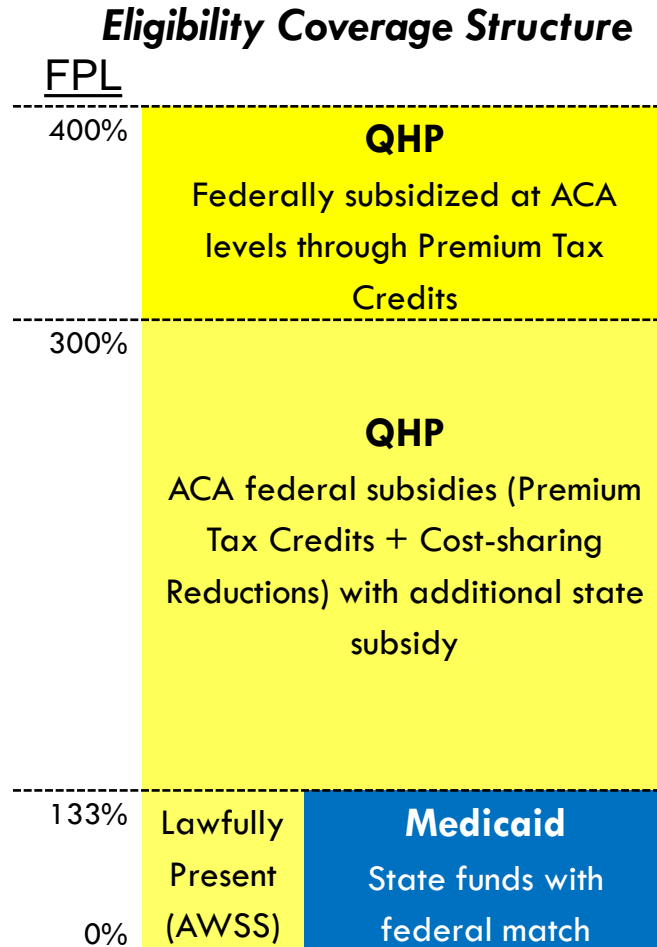 Eligibility Coverage Structure
FPL
400%
QHP
Federally subsidized at ACA
levels through Premium Tax
Credits
300%
QHP
ACA federal subsidies (Premium
Tax Credits + Cost-sharing
Reductions) with additional state
subsidy
133%
Lawfully
Present
(AWSS)
Medicaid
State funds with
federal match
0%